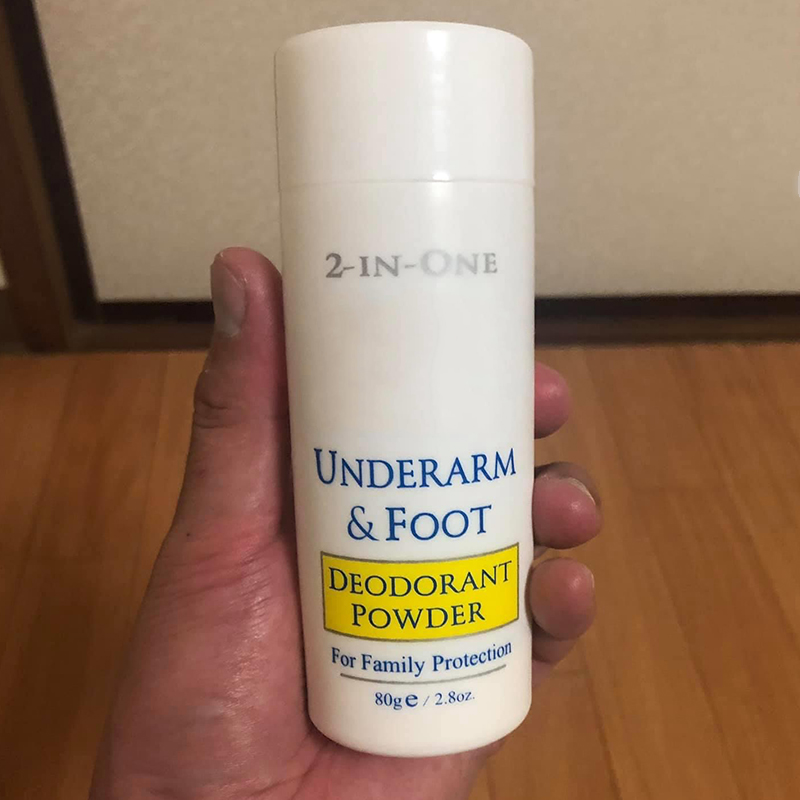 2-IN-ONE
UNDERARM
& FOOT
DEODORANT
POWDER
For Family Protection
80g e / 2.8oz.